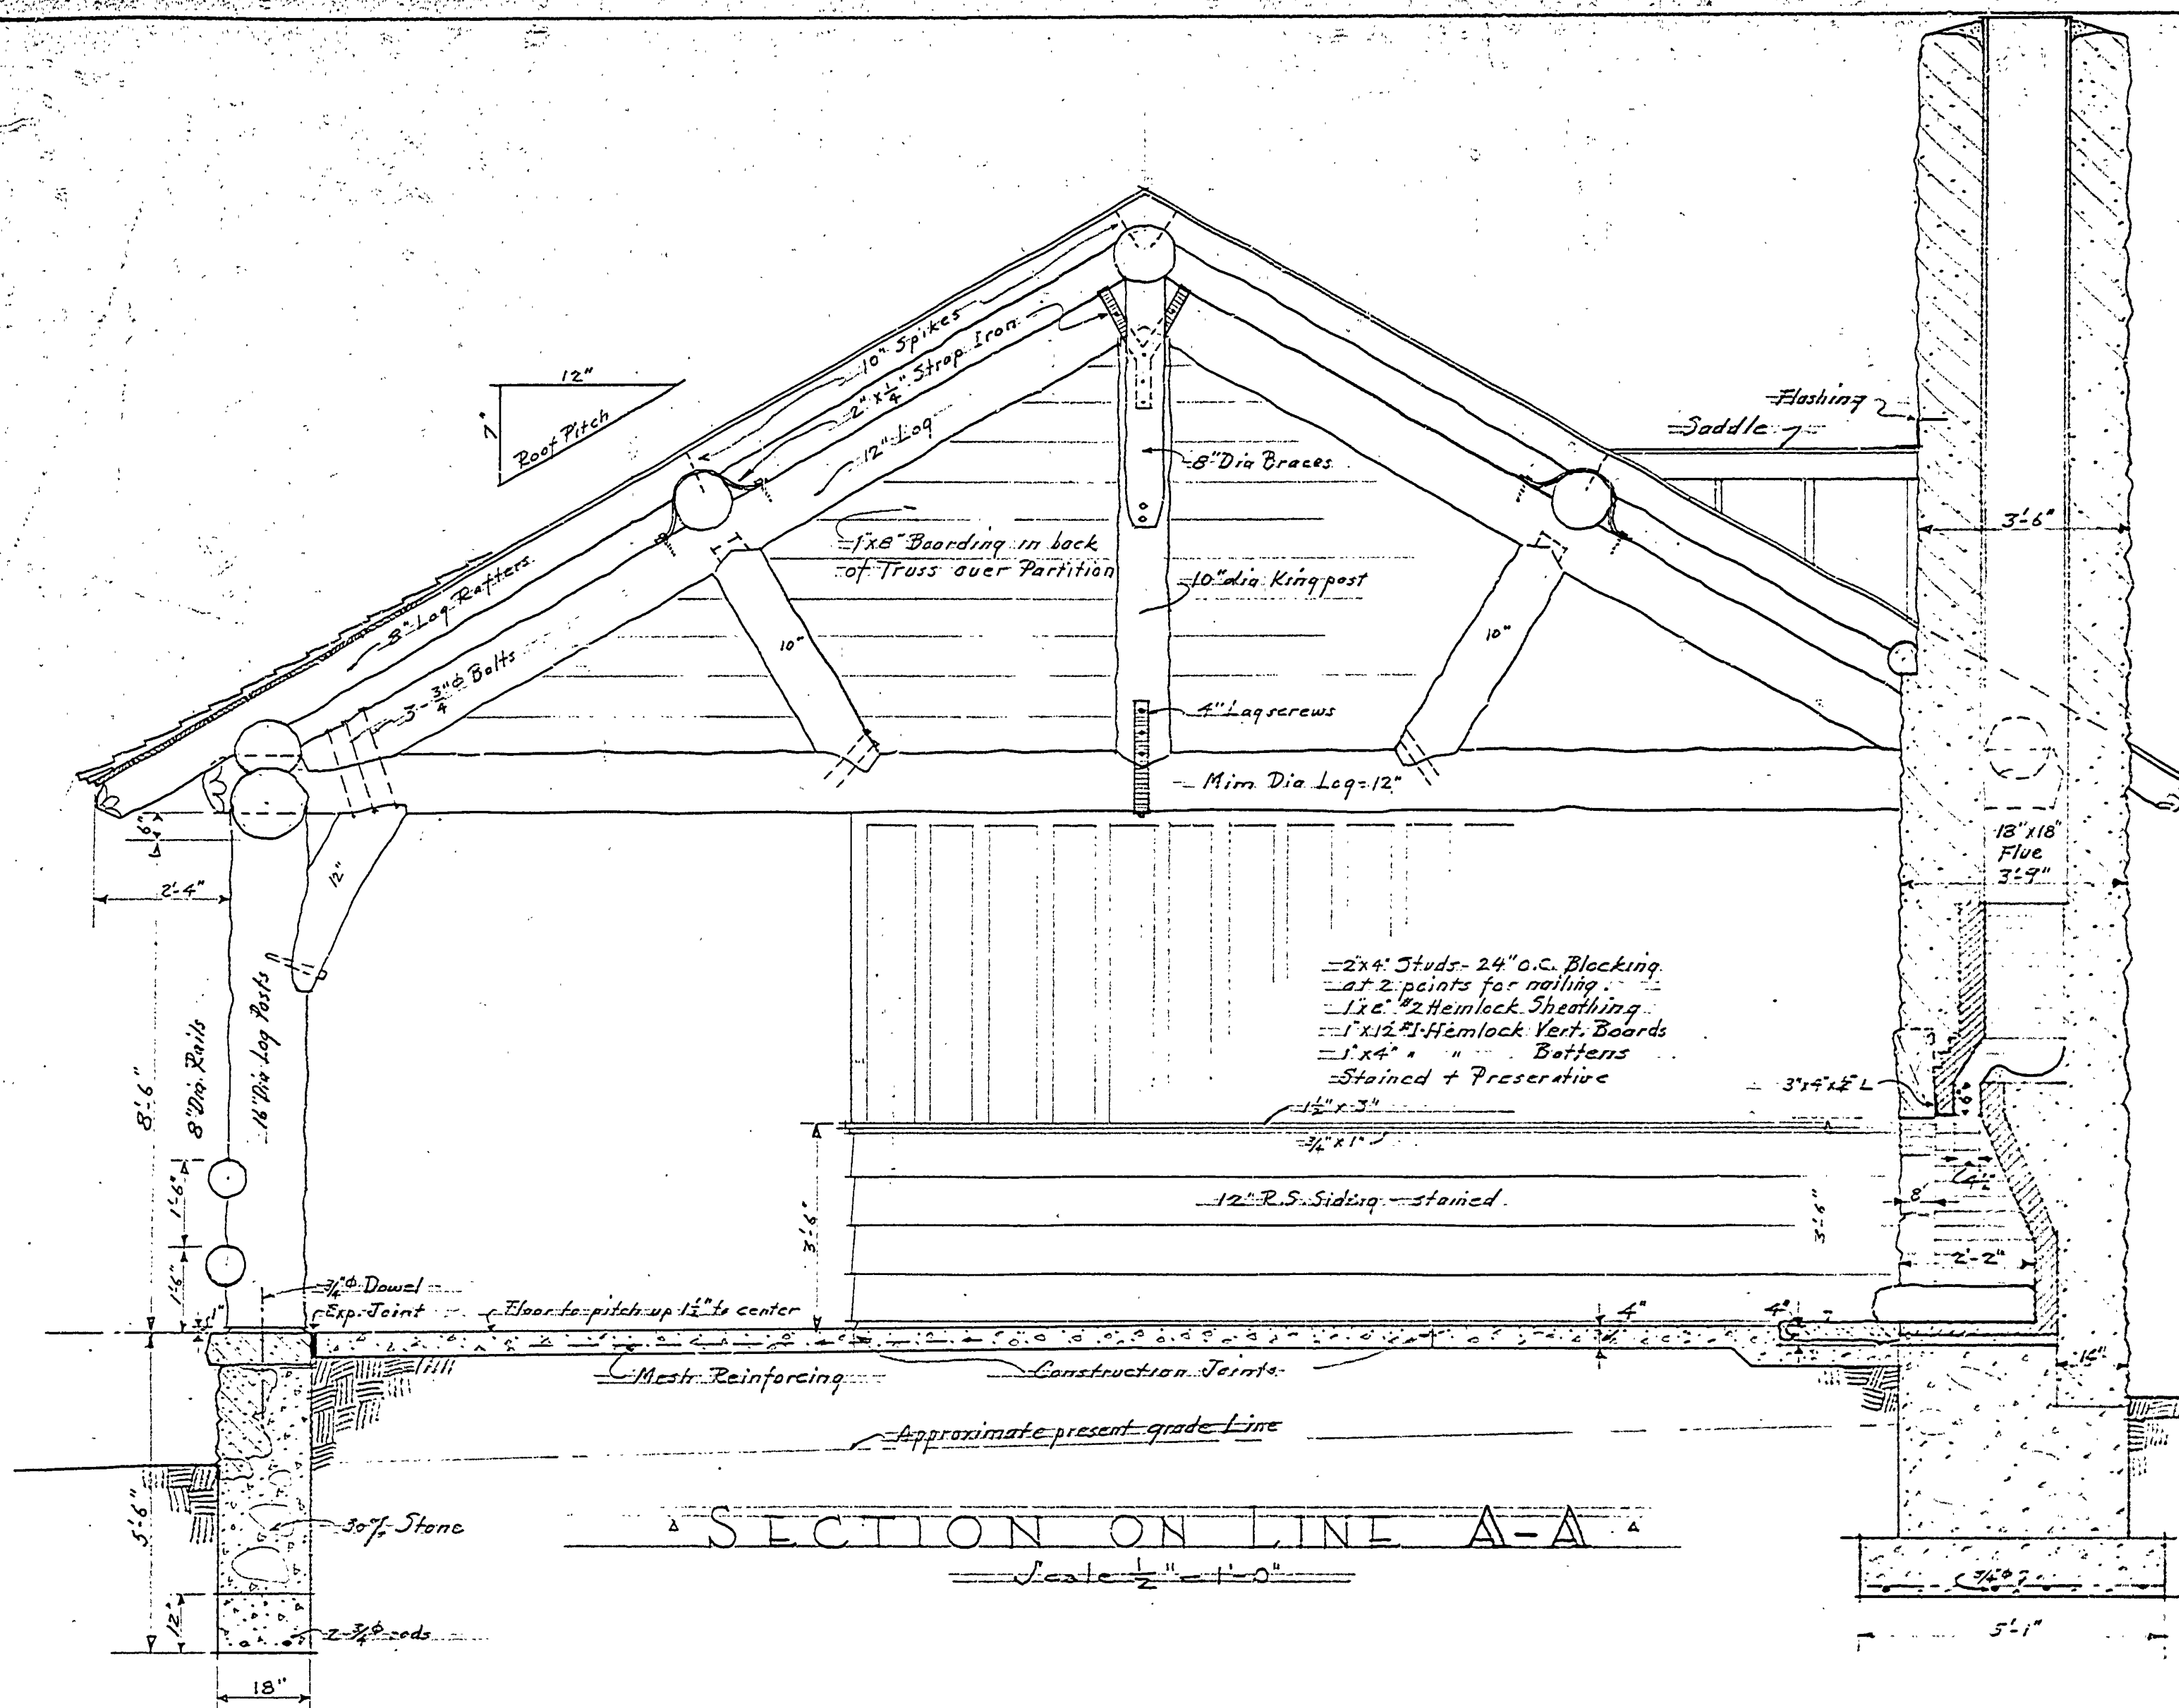 12"
7"
Roof Pitch
10" Spikes
2" x 1/4" Strap Iron
12" Log
Flashing
Saddle
8" Dia Braces
3'-6"
1"x8" Boarding in back
of Truss over Partition
10" dia. King post
8" Log Rafters
3-3/4"⌀ Bolts
10"
10"
4" Lag screws
Mim. Dia Log = 12"
6"
2'-4"
12"
18"x18"
Flue
3'-9"
8'-6"
8" Dia. Rails
16" Dia Log Posts
2"x4" Studs - 24" O.C. Blocking
at 2 points for nailing.
#2 Hemlock Sheathing
1"x12" #1 Hemlock Vert. Boards
1"x4" " " Battens
Stained + Preserative
6"
1 1/2" x 3"
3/4" x 1"
1'-6"
3'-6"
12" R.S. Siding - stained.
3'-6"
8"
4 1/2"
2'-2"
1'-6"
3/4"⌀ Dowel
Exp. Joint
Floor to pitch up 1 1/2" to center
1"
4"
4"
Mesh Reinforcing
Construction Joints
Approximate present grade Line
5'-6"
30% Stone
SECTION ON LINE A-A
Scale 1/2" = 1'-0"
3/4"⌀
12"
2-3/4"⌀ rods
5'-1"
18"